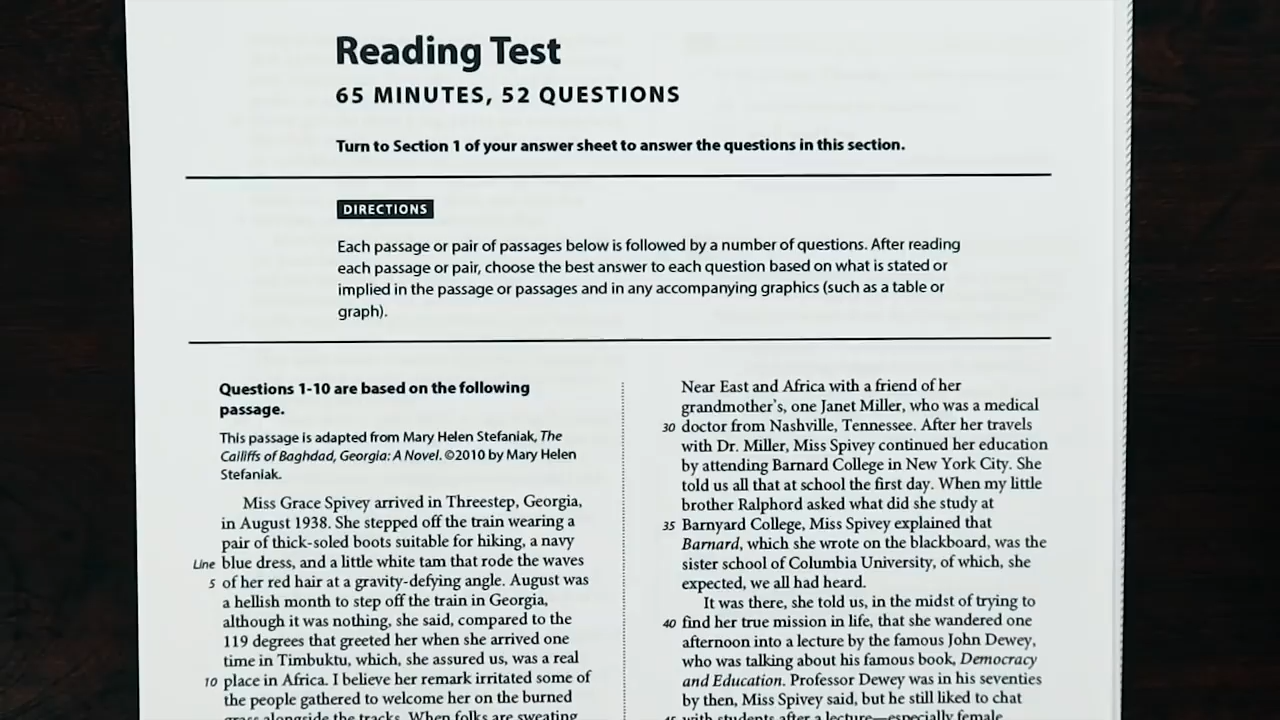 Reading Test
65 MINUTES, 52 QUESTIONS
Turn to Section 1 of your answer sheet to answer the questions in this section.
DIRECTIONS
Each passage or pair of passages below is followed by a number of questions. After reading
each passage or pair, choose the best answer to each question based on what is stated or
implied in the passage or passages and in any accompanying graphics (such as a table or
graph).
Questions 1-10 are based on the following
passage.
This passage is adapted from Mary Helen Stefaniak, The
Cailiffs of Baghdad, Georgia: A Novel. ©2010 by Mary Helen
Stefaniak.
Miss Grace Spivey arrived in Threestep, Georgia,
in August 1938. She stepped off the train wearing a
pair of thick-soled boots suitable for hiking, a navy
Line blue dress, and a little white tam that rode the waves
5 of her red hair at a gravity-defying angle. August was
a hellish month to step off the train in Georgia,
although it was nothing, she said, compared to the
119 degrees that greeted her when she arrived one
time in Timbuktu, which, she assured us, was a real
10 place in Africa. I believe her remark irritated some of
the people gathered to welcome her on the burned
grass alongside the tracks. When folks are sweating
Near East and Africa with a friend of her
grandmother's, one Janet Miller, who was a medical
30 doctor from Nashville, Tennessee. After her travels
with Dr. Miller, Miss Spivey continued her education
by attending Barnard College in New York City. She
told us all that at school the first day. When my little
brother Ralphord asked what did she study at
35 Barnyard College, Miss Spivey explained that
Barnard, which she wrote on the blackboard, was the
sister school of Columbia University, of which, she
expected, we all had heard.
It was there, she told us, in the midst of trying to
40 find her true mission in life, that she wandered one
afternoon into a lecture by the famous John Dewey,
who was talking about his famous book, Democracy
and Education. Professor Dewey was in his seventies
by then, Miss Spivey said, but he still liked to chat
45 with students after a lecture—especially female